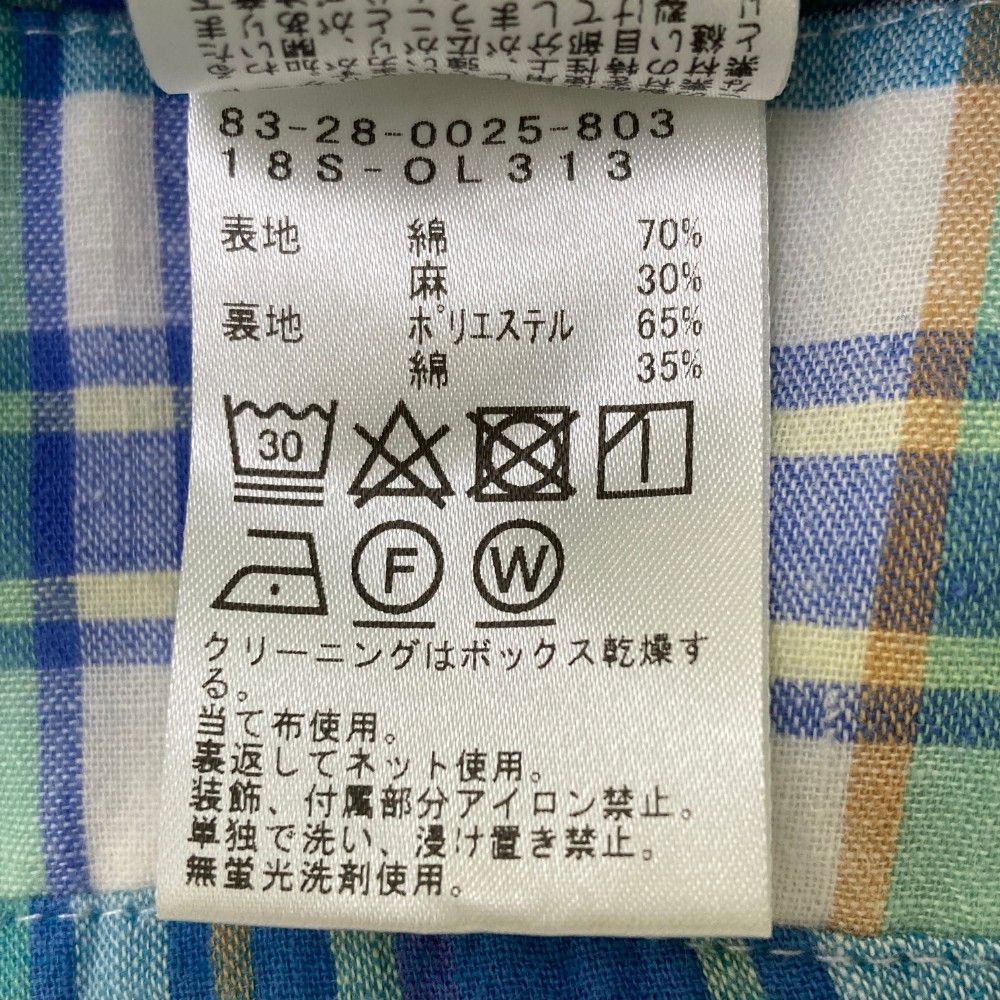 83-28-0025-803
18S-OL313
表地 綿 70%
麻 30%
裏地 ポリエステル 65%
綿 35%
30
F W
クリーニングはボックス乾燥す
る。
当て布使用。
裏返してネット使用。
装飾、付属部分アイロン禁止。
単独で洗い、浸け置き禁止。
無蛍光洗剤使用。